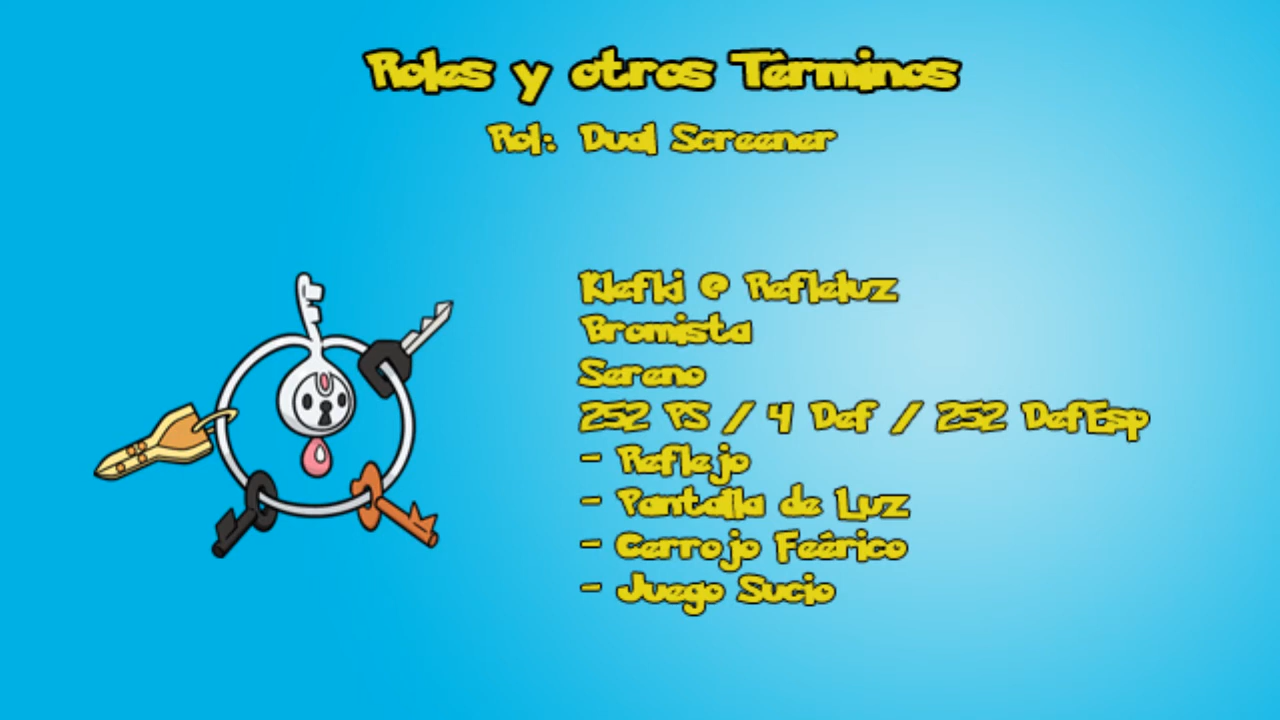 Roles y otros Términos
Rol: Dual Screener
Klefki @ Refleluz
Bromista
Sereno
252 PS / 4 Def / 252 DefEsp
- Reflejo
- Pantalla de Luz
- Cerrojo Feérico
- Juego Sucio